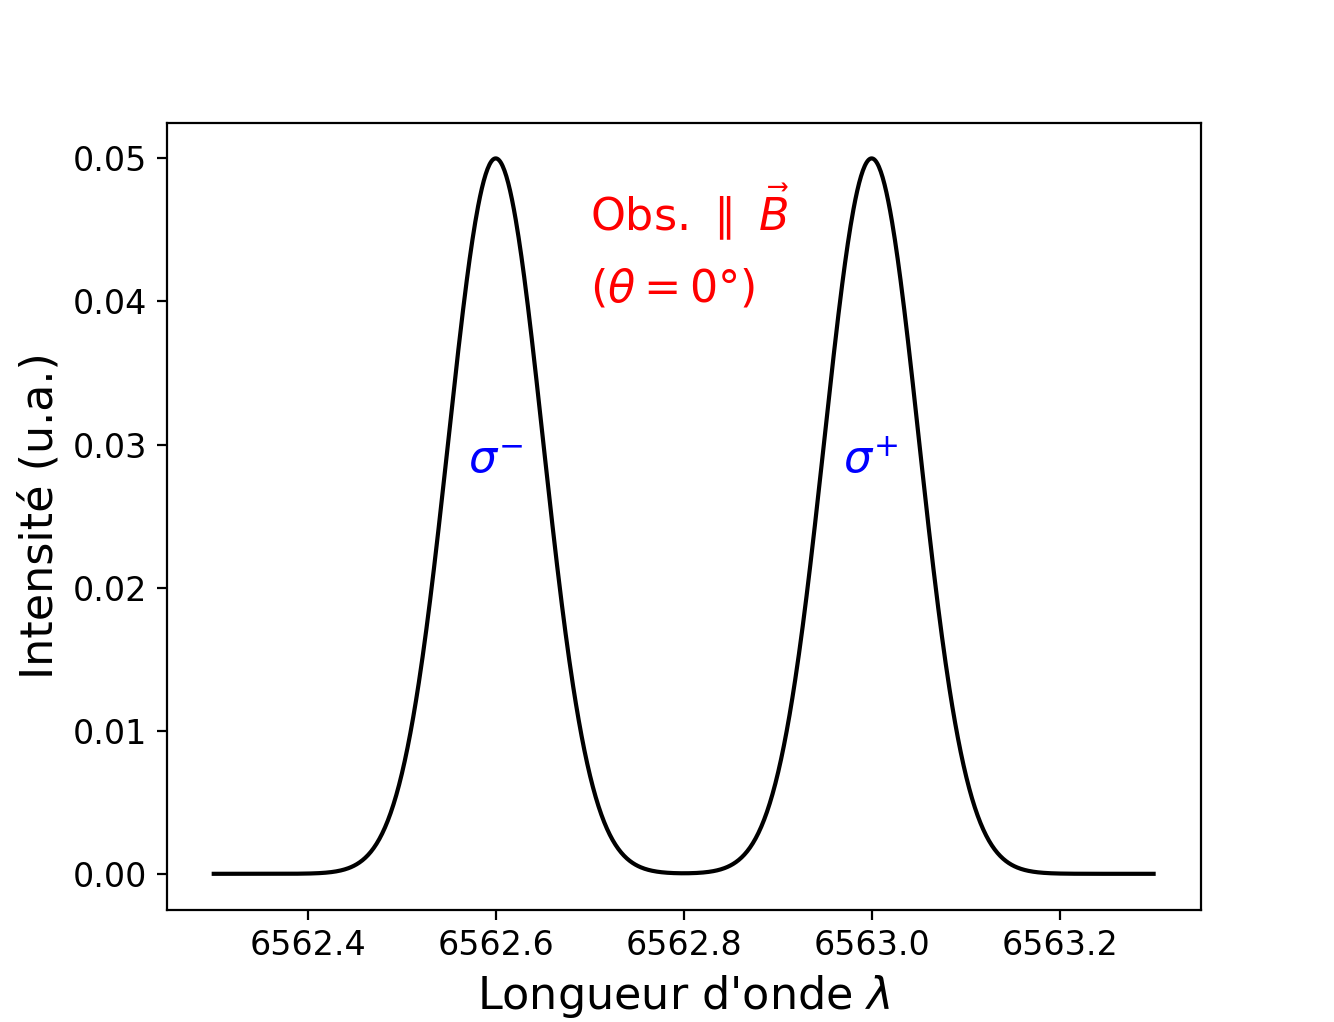 Obs. ∥ B⃗
(θ = 0°)
σ⁻
σ⁺
0.05
0.04
0.03
0.02
0.01
0.00
Intensité (u.a.)
6562.4 6562.6 6562.8 6563.0 6563.2
Longueur d'onde λ